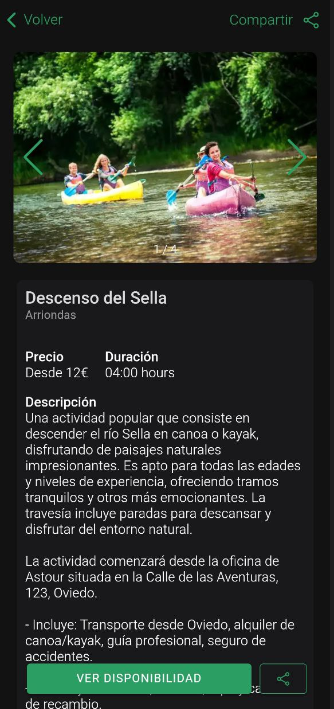 Volver
Compartir
1 / 4
Descenso del Sella
Arriondas
Precio
Duración
Desde 12€
04:00 hours
Descripción
Una actividad popular que consiste en
descender el río Sella en canoa o kayak,
disfrutando de paisajes naturales
impresionantes. Es apto para todas las edades
y niveles de experiencia, ofreciendo tramos
tranquilos y otros más emocionantes. La
travesía incluye paradas para descansar y
disfrutar del entorno natural.
La actividad comenzará desde la oficina de
Astour situada en la Calle de las Aventuras,
123, Oviedo.
- Incluye: Transporte desde Oviedo, alquiler de
canoa/kayak, guía profesional, seguro de
accidentes.
VER DISPONIBILIDAD
de recambio.